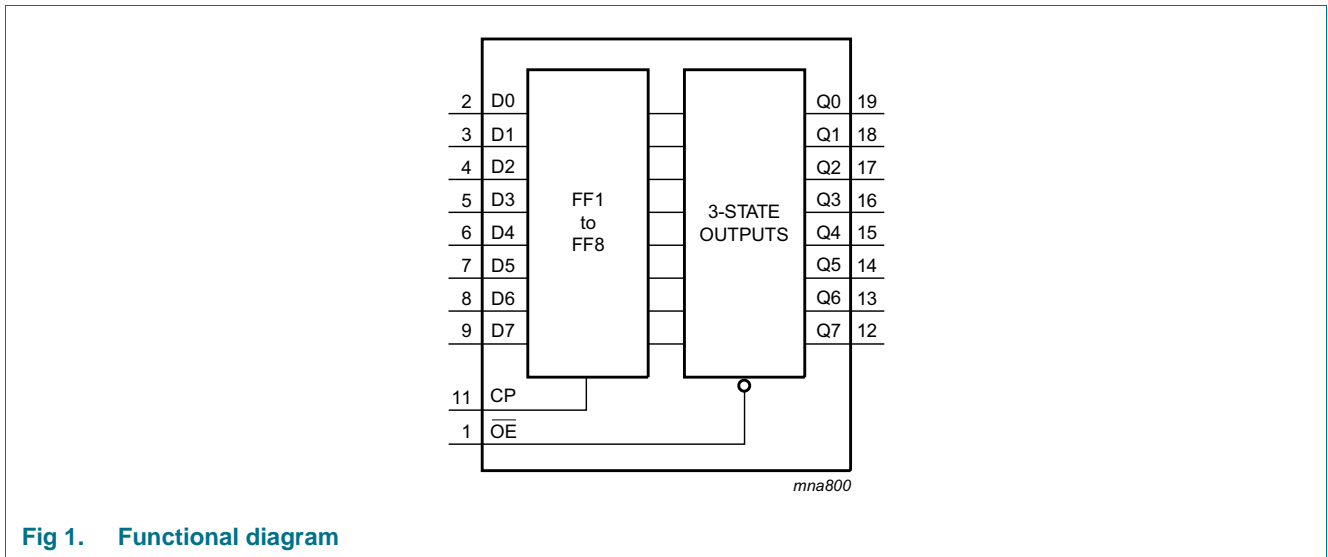 2 D0 Q0 19
3 D1 Q1 18
4 D2 Q2 17
5 D3 Q3 16
6 D4 Q4 15
7 D5 Q5 14
8 D6 Q6 13
9 D7 Q7 12
FF1
to
FF8
3-STATE
OUTPUTS
11 CP
1 O̅E̅
mna800
Fig 1. Functional diagram